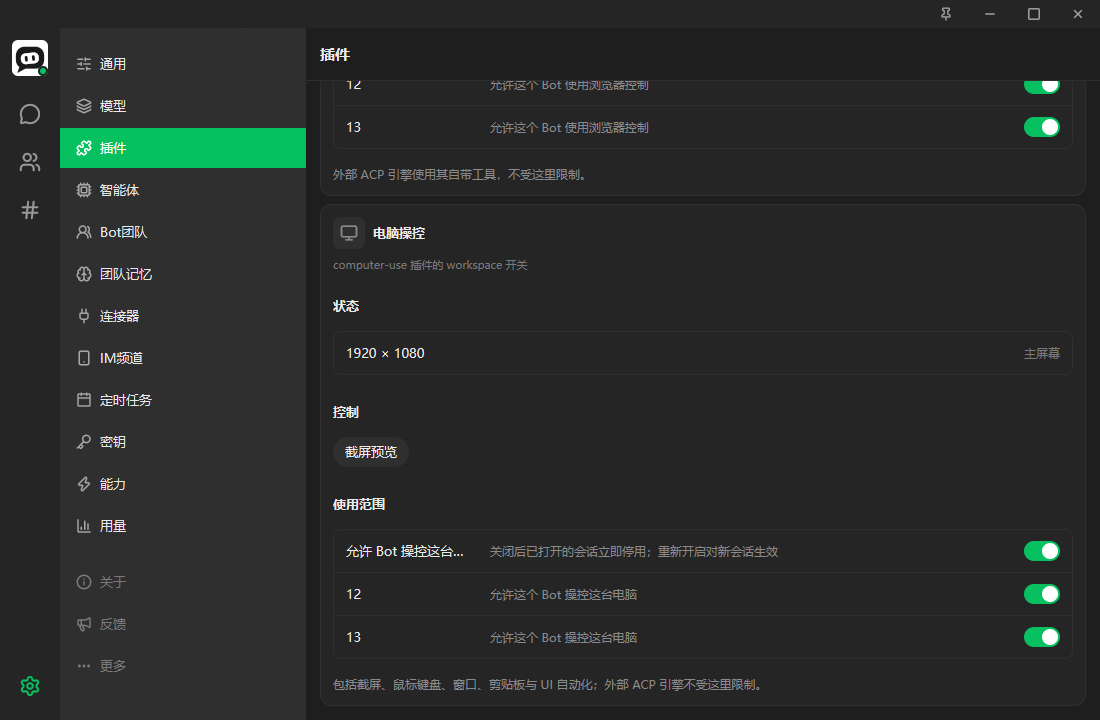 通用
模型
插件
智能体
Bot团队
团队记忆
连接器
IM频道
定时任务
密钥
能力
用量
关于
反馈
更多
插件
12 允许这个 Bot 使用浏览器控制
13 允许这个 Bot 使用浏览器控制
外部 ACP 引擎使用其自带工具，不受这里限制。
电脑操控
computer-use 插件的 workspace 开关
状态
1920 × 1080 主屏幕
控制
截屏预览
使用范围
允许 Bot 操控这台... 关闭后已打开的会话立即停用；重新开启对新会话生效
12 允许这个 Bot 操控这台电脑
13 允许这个 Bot 操控这台电脑
包括截屏、鼠标键盘、窗口、剪贴板与 UI 自动化；外部 ACP 引擎不受这里限制。